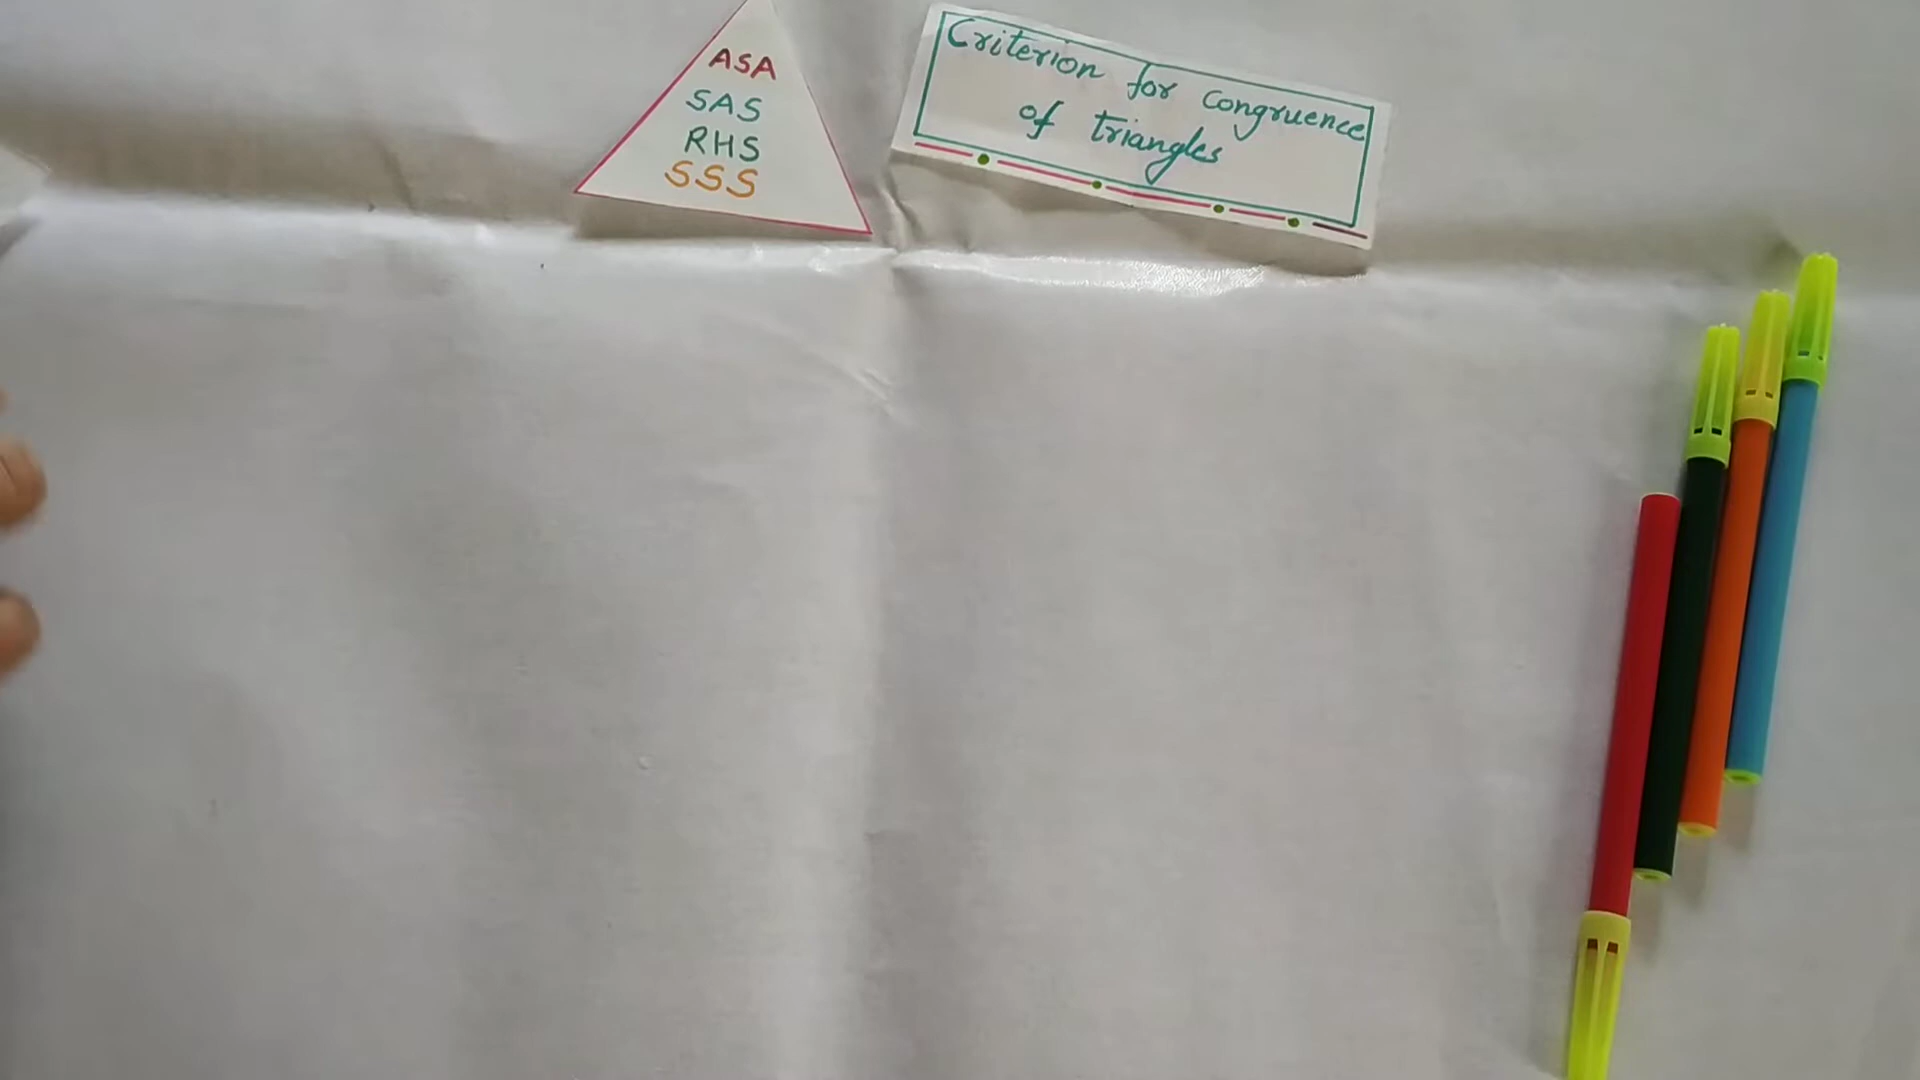 ASA
SAS
RHS
SSS
Criterion for congruence
of triangles